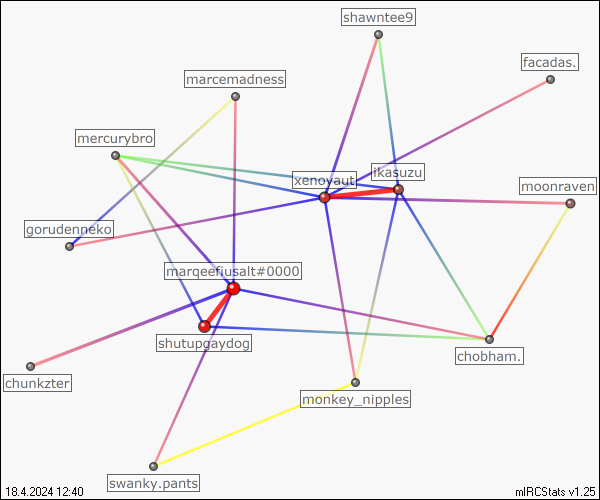 shawntee9
facadas.
marcemadness
mercurybro
ikasuzu
xenoyaut
moonraven
gorudenneko
marqeefiusalt#0000
shutupgaydog
chobham.
chunkzter
monkey_nipples
swanky.pants
18.4.2024 12:40
mIRCStats v1.25